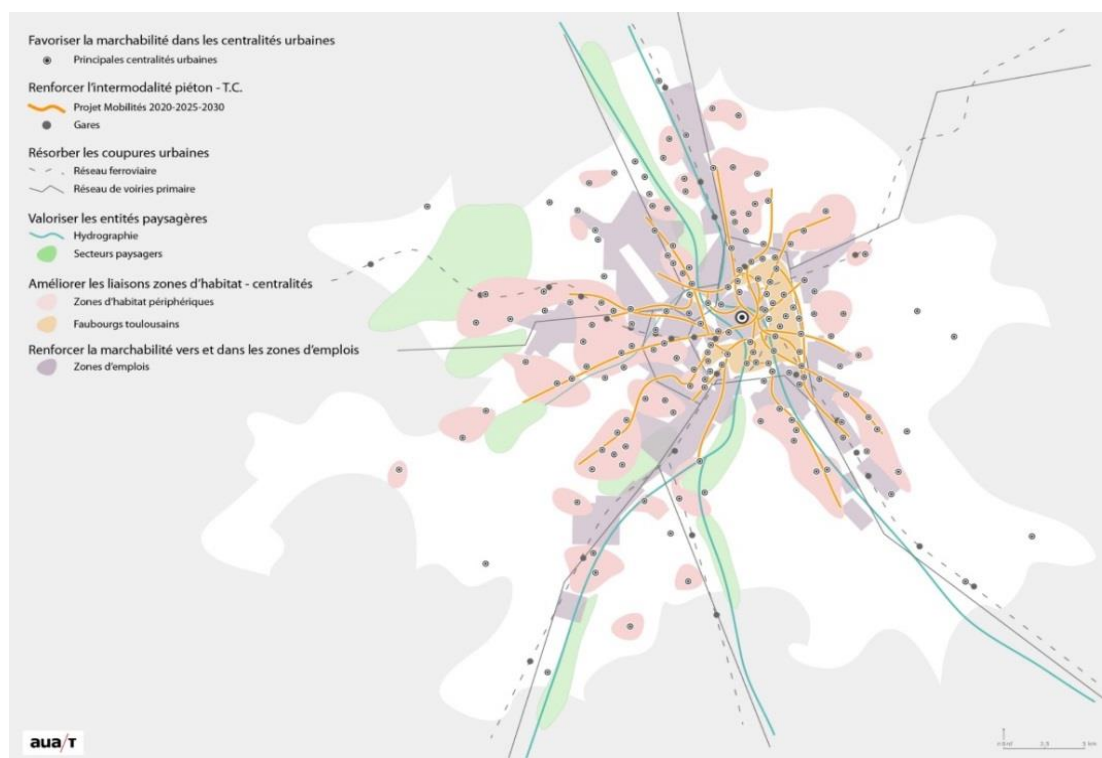 Favoriser la marchabilité dans les centralités urbaines
Principales centralités urbaines
Renforcer l'intermodalité piéton - T.C.
Projet Mobilités 2020-2025-2030
Gares
Résorber les coupures urbaines
Réseau ferroviaire
Réseau de voiries primaire
Valoriser les entités paysagères
Hydrographie
Secteurs paysagers
Améliorer les liaisons zones d'habitat - centralités
Zones d'habitat périphériques
Faubourgs toulousains
Renforcer la marchabilité vers et dans les zones d'emplois
Zones d'emplois
aua/T
2,5 5 km